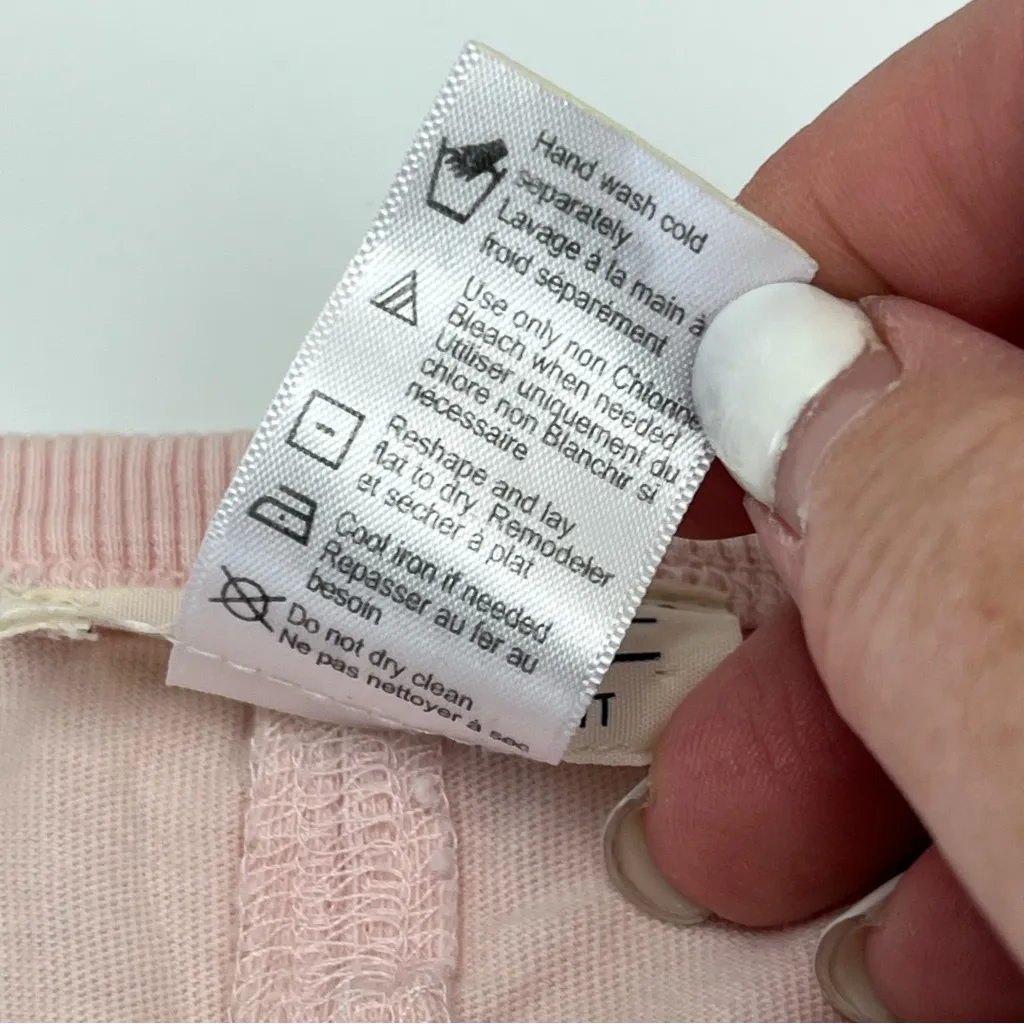 Hand wash cold
separately
Lavage à la main à
froid separément
Use only non Chlorine
Bleach when needed
Utiliser uniquement du
chlore non Blanchir si
necessaire
Reshape and lay
flat to dry Remodeler
et sécher à plat
Cool iron if needed
Repasser au fer au
besoin
Do not dry clean
Ne pas nettoyer à sec